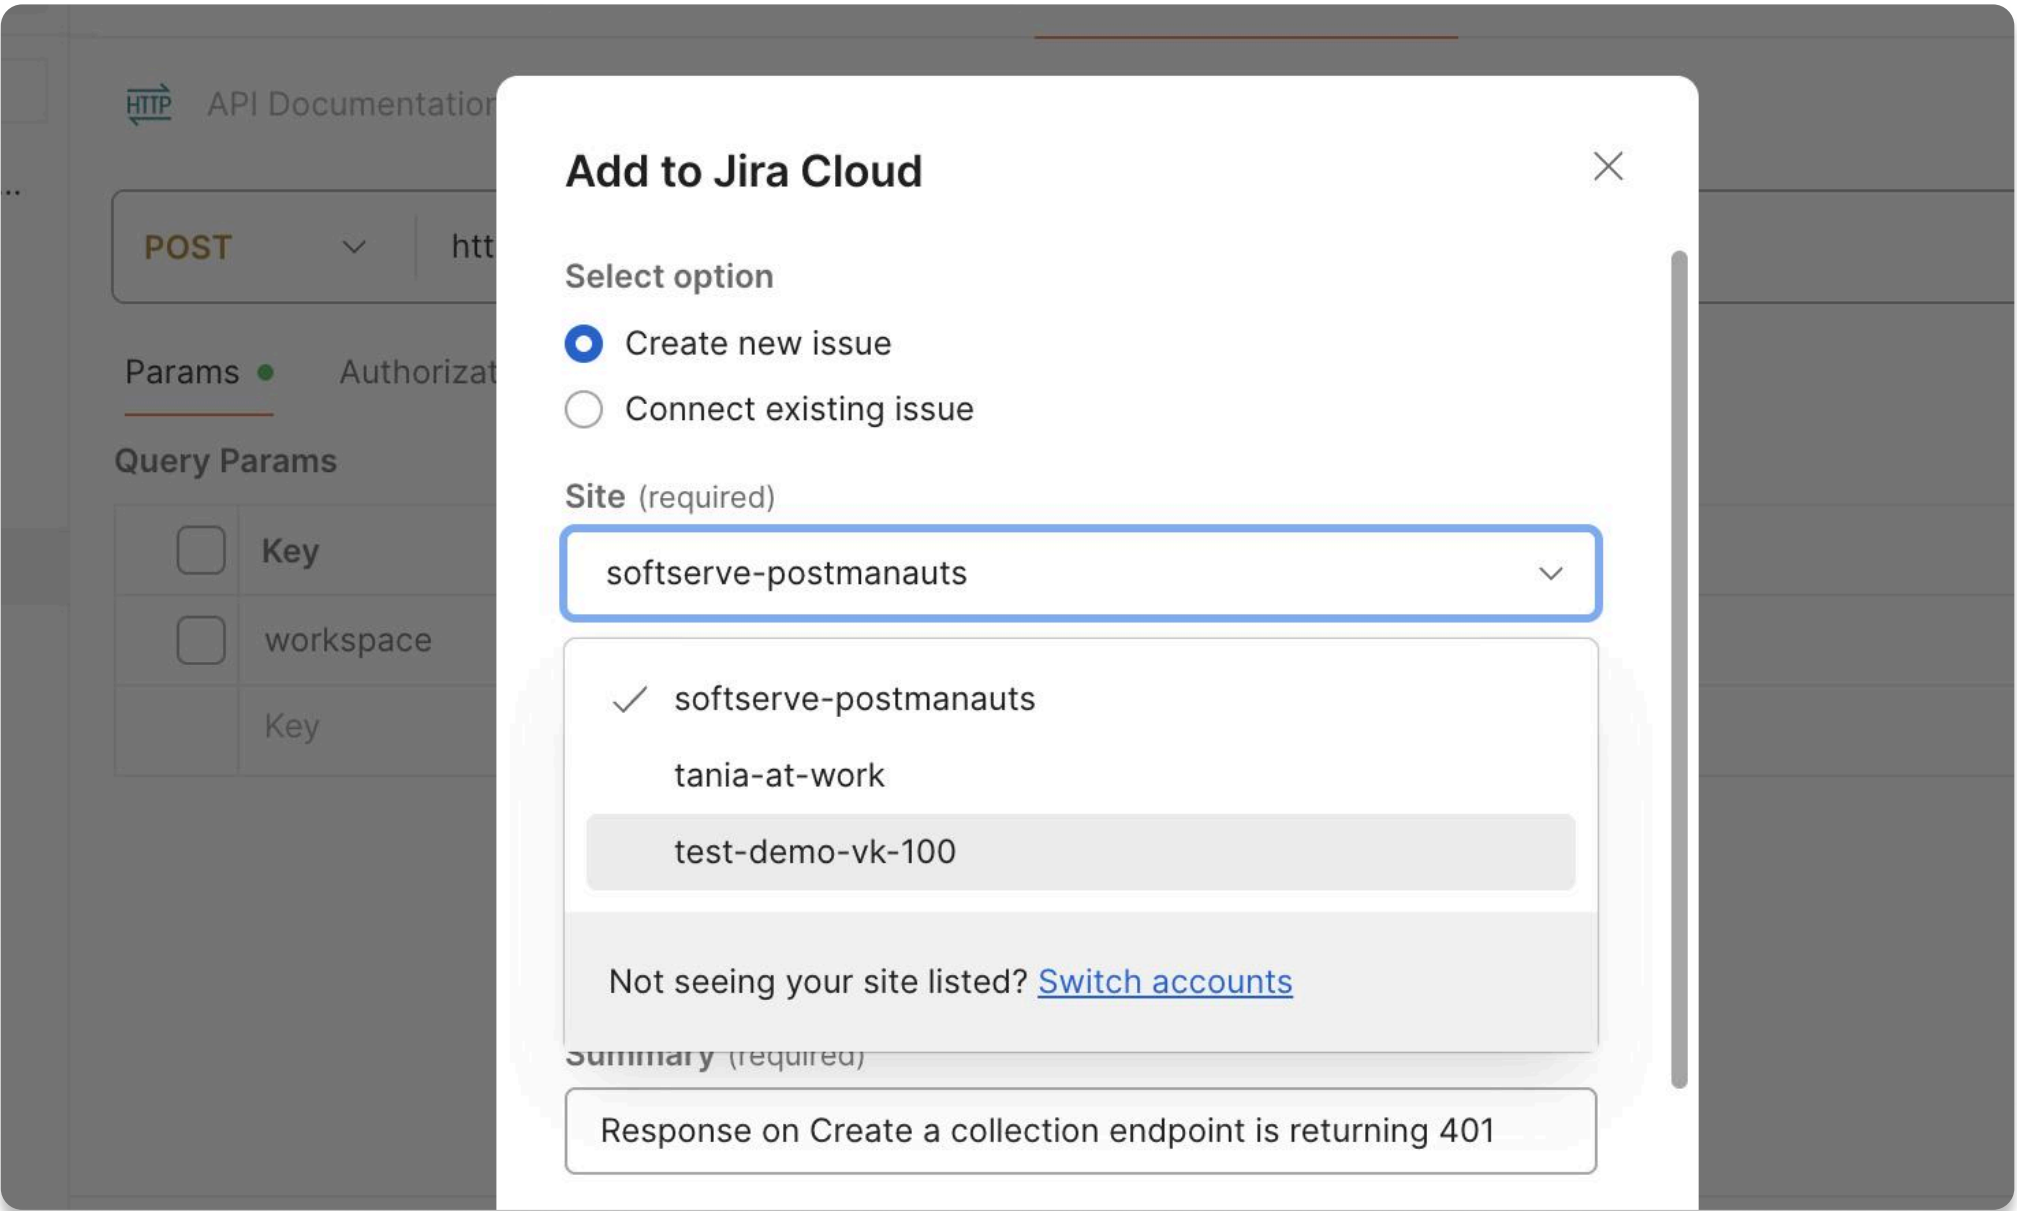 HTTP API Documentation
POST htt
Params Authorizat
Query Params
Key
workspace
Key
Add to Jira Cloud
Select option
Create new issue
Connect existing issue
Site (required)
softserve-postmanauts
softserve-postmanauts
tania-at-work
test-demo-vk-100
Not seeing your site listed? Switch accounts
Summary (required)
Response on Create a collection endpoint is returning 401